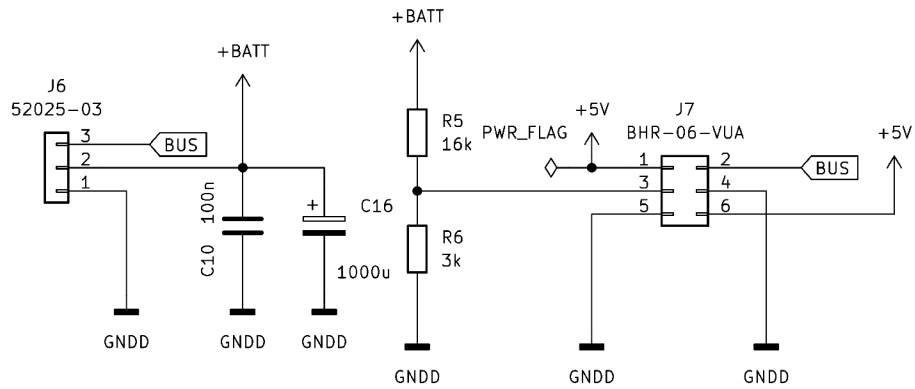 +BATT
J6
52025-03
3
BUS
2
1
100n
C10
+
C16
1000u
GNDD
GNDD
GNDD
+BATT
R5
16k
R6
3k
GNDD
PWR_FLAG
+5V
J7
BHR-06-VUA
+5V
1
2
BUS
3
4
5
6
GNDD
GNDD